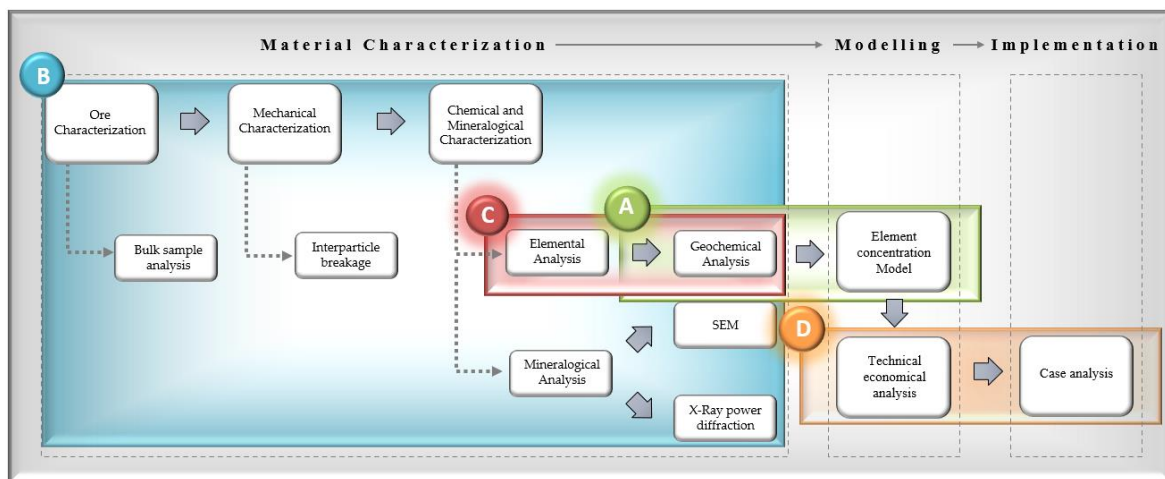 Material Characterization
Modelling
Implementation
B
Ore
Characterization
Mechanical
Characterization
Chemical and
Mineralogical
Characterization
C
A
Bulk sample
analysis
Interparticle
breakage
Elemental
Analysis
Geochemical
Analysis
Element
concentration
Model
SEM
D
Mineralogical
Analysis
Technical
economical
analysis
Case analysis
X-Ray power
diffraction